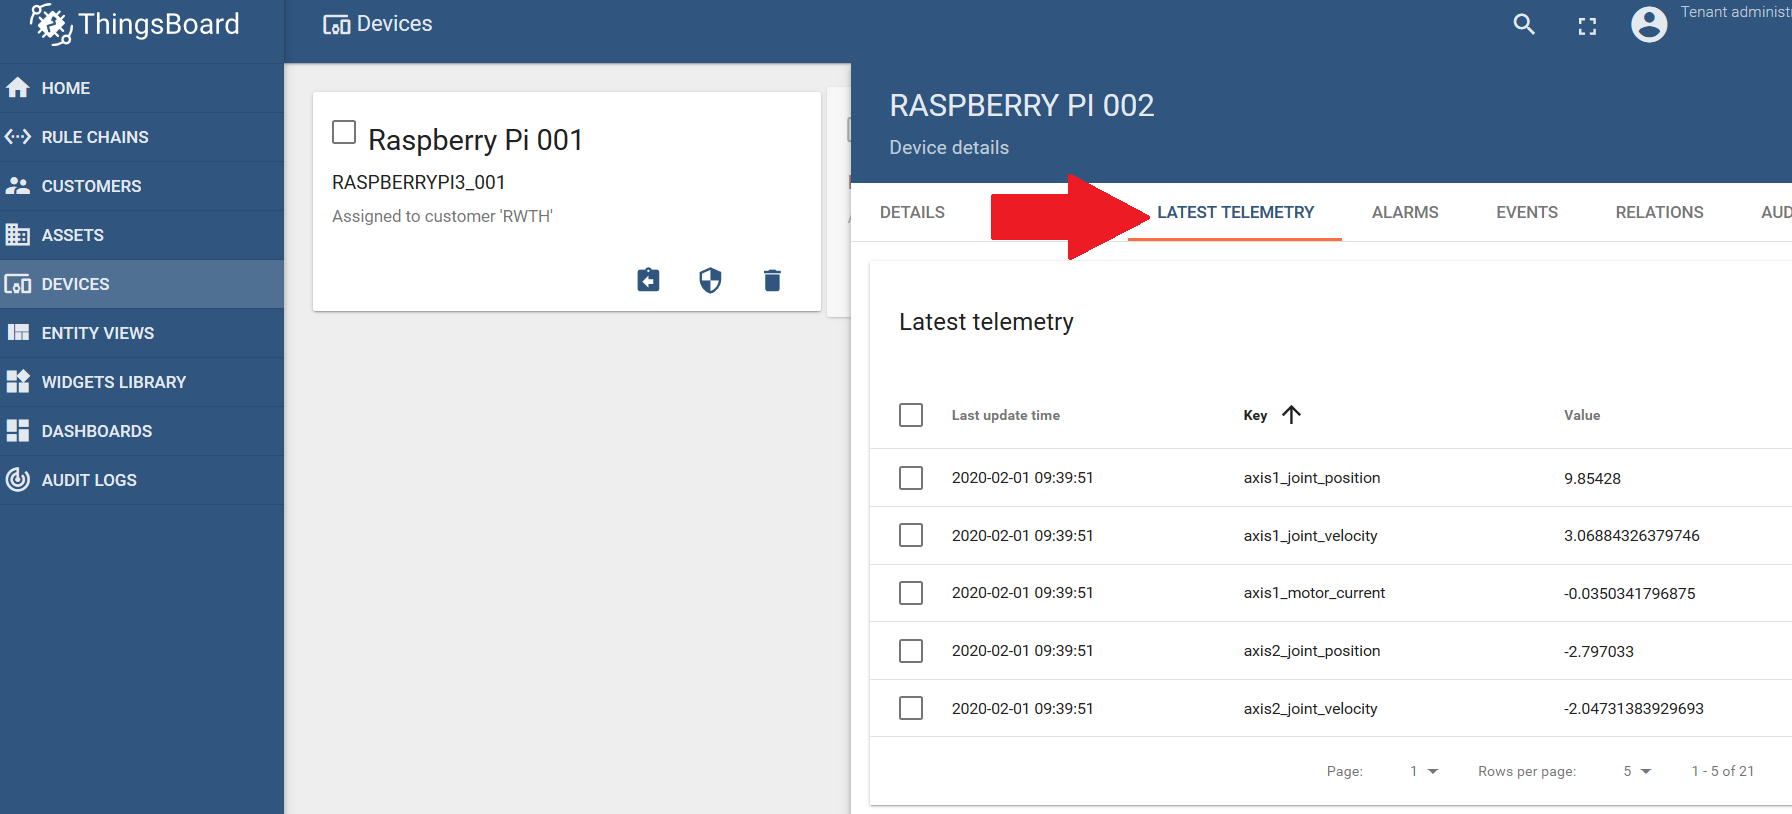 ThingsBoard
HOME
RULE CHAINS
CUSTOMERS
ASSETS
DEVICES
ENTITY VIEWS
WIDGETS LIBRARY
DASHBOARDS
AUDIT LOGS
Devices
Tenant administ
Raspberry Pi 001
RASPBERRYPI3_001
Assigned to customer 'RWTH'
RASPBERRY PI 002
Device details
DETAILS LATEST TELEMETRY ALARMS EVENTS RELATIONS AUD
Latest telemetry
Last update time Key Value
2020-02-01 09:39:51 axis1_joint_position 9.85428
2020-02-01 09:39:51 axis1_joint_velocity 3.06884326379746
2020-02-01 09:39:51 axis1_motor_current -0.0350341796875
2020-02-01 09:39:51 axis2_joint_position -2.797033
2020-02-01 09:39:51 axis2_joint_velocity -2.04731383929693
Page: 1 Rows per page: 5 1 - 5 of 21